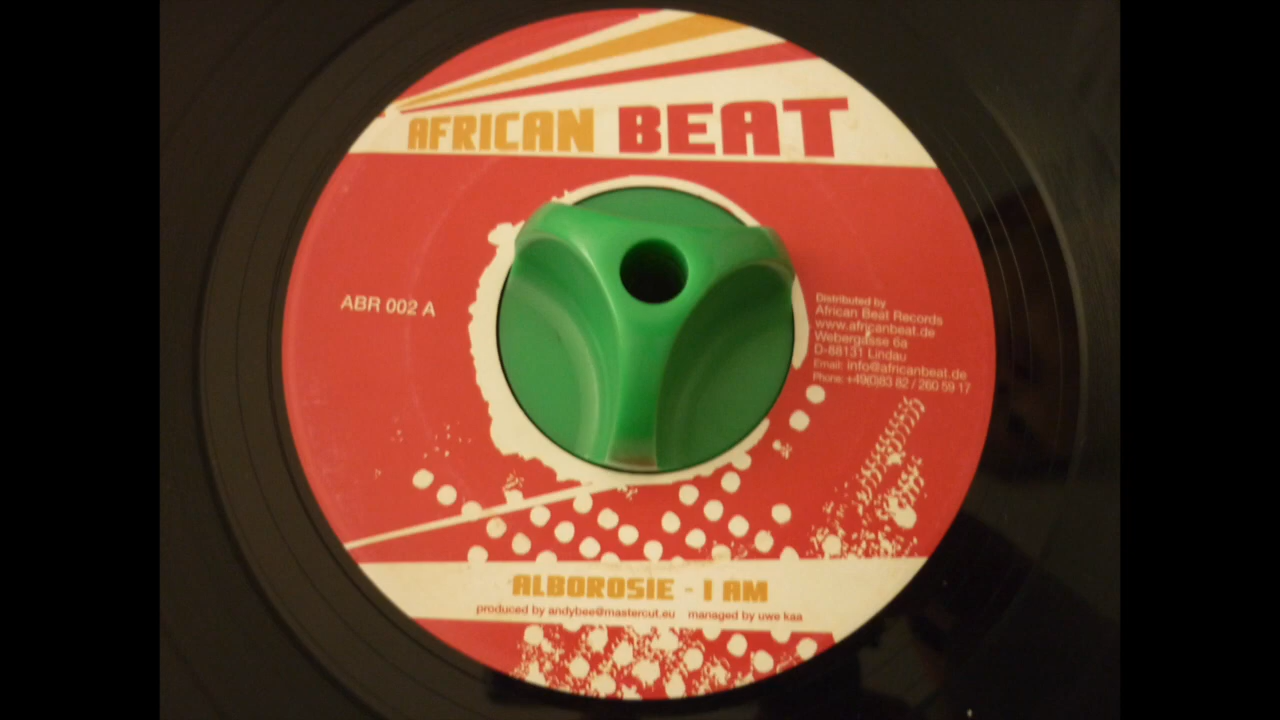 AFRICAN BEAT
ABR 002 A
Distributed by
African Beat Records
www.africanbeat.de
Webergasse 6a
D-88131 Lindau
Email: info@africanbeat.de
Phone: +49(0)83 82 / 260 59 17
ALBOROSIE - I AM
produced by andybee@mastercut.eu managed by uwe kaa